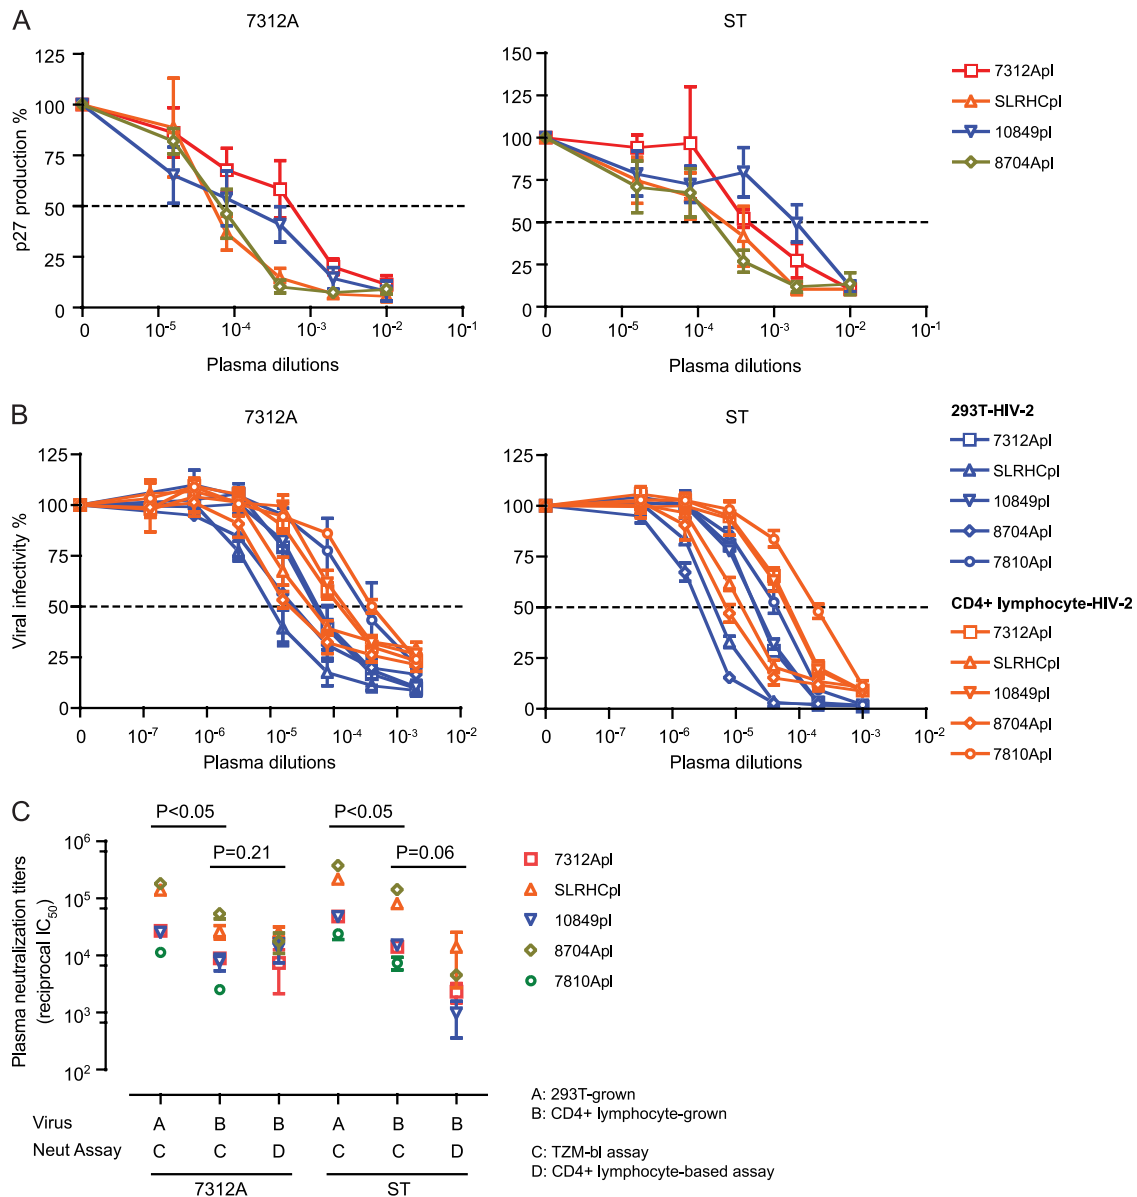 A
7312A
ST
p27 production %
125
100
75
50
25
0
0 10-5 10-4 10-3 10-2 10-1
Plasma dilutions
150
125
100
75
50
25
0
0 10-5 10-4 10-3 10-2 10-1
Plasma dilutions
7312Apl
SLRHCpl
10849pl
8704Apl
B
7312A
ST
Viral infectivity %
125
100
75
50
25
0
0 10-7 10-6 10-5 10-4 10-3 10-2
Plasma dilutions
125
100
75
50
25
0
0 10-7 10-6 10-5 10-4 10-3 10-2
Plasma dilutions
293T-HIV-2
7312Apl
SLRHCpl
10849pl
8704Apl
7810Apl
CD4+ lymphocyte-HIV-2
7312Apl
SLRHCpl
10849pl
8704Apl
7810Apl
C
P<0.05
P=0.21
P<0.05
P=0.06
Plasma neutralization titers
(reciprocal IC50)
106
105
104
103
102
7312Apl
SLRHCpl
10849pl
8704Apl
7810Apl
Virus A B B A B B
Neut Assay C C D C C D
7312A ST
A: 293T-grown
B: CD4+ lymphocyte-grown
C: TZM-bl assay
D: CD4+ lymphocyte-based assay